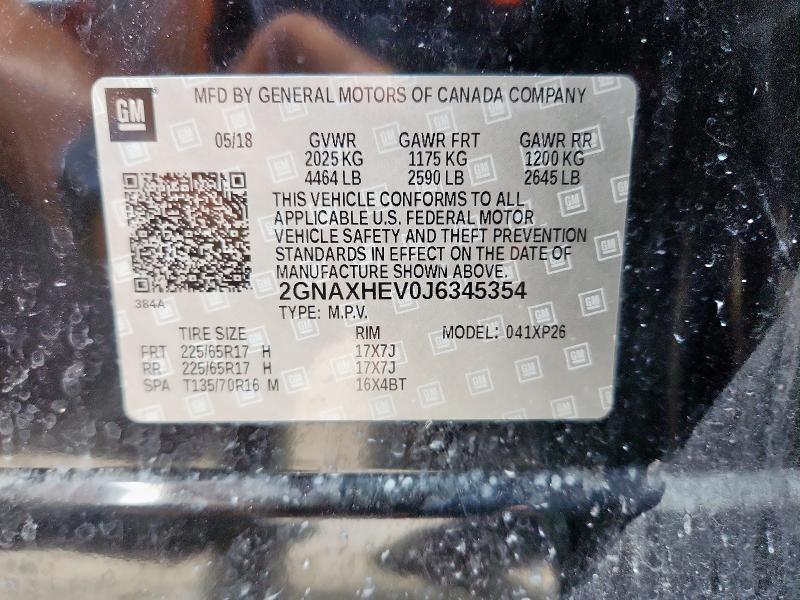 GM
MFD BY GENERAL MOTORS OF CANADA COMPANY
05/18 GVWR GAWR FRT GAWR RR
2025 KG 1175 KG 1200 KG
4464 LB 2590 LB 2645 LB
THIS VEHICLE CONFORMS TO ALL
APPLICABLE U.S. FEDERAL MOTOR
VEHICLE SAFETY AND THEFT PREVENTION
STANDARDS IN EFFECT ON THE DATE OF
MANUFACTURE SHOWN ABOVE.
384A
2GNAXHEV0J6345354
TYPE: M.P.V.
TIRE SIZE RIM MODEL: 041XP26
FRT 225/65R17 H 17X7J
RR 225/65R17 H 17X7J
SPA T135/70R16 M 16X4BT